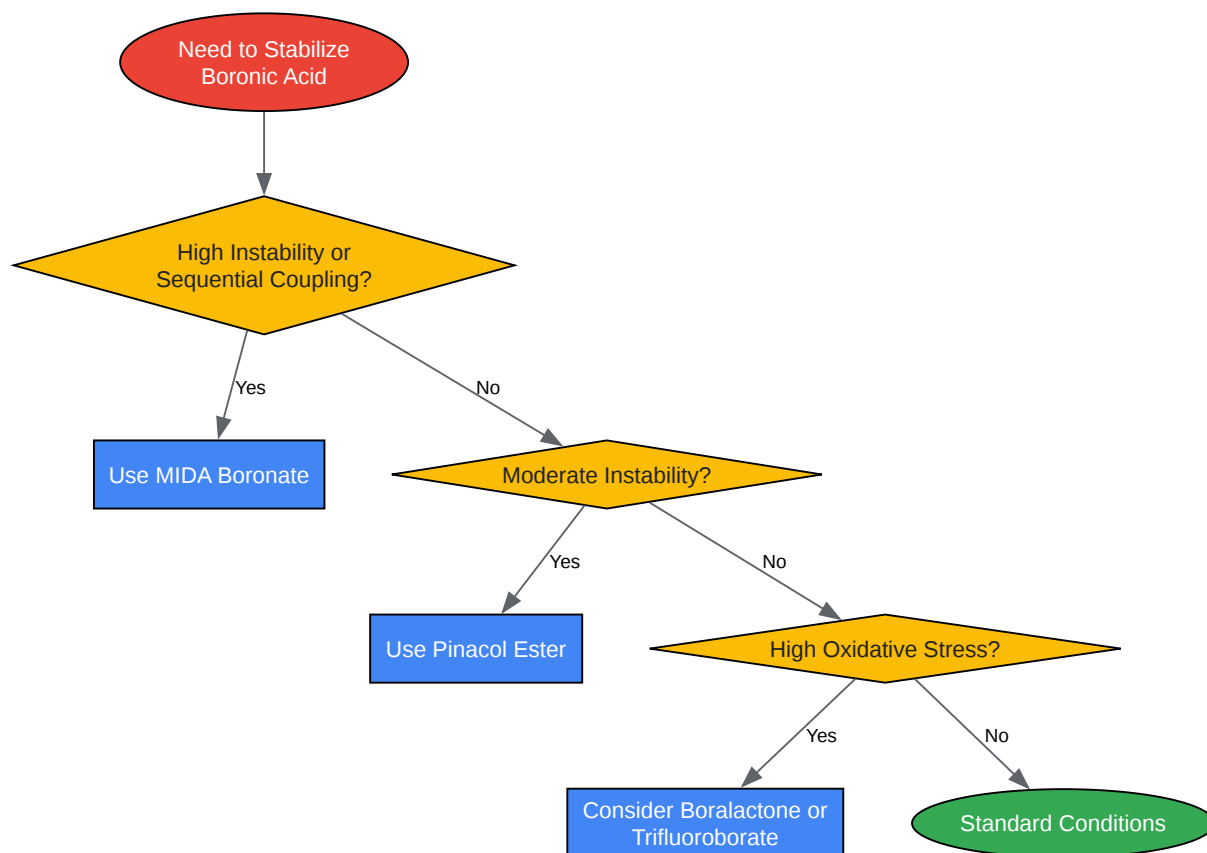 Need to Stabilize
Boronic Acid
High Instability or
Sequential Coupling?
Yes
No
Use MIDA Boronate
Moderate Instability?
Yes
No
Use Pinacol Ester
High Oxidative Stress?
Yes
No
Consider Boralactone or
Trifluoroborate
Standard Conditions